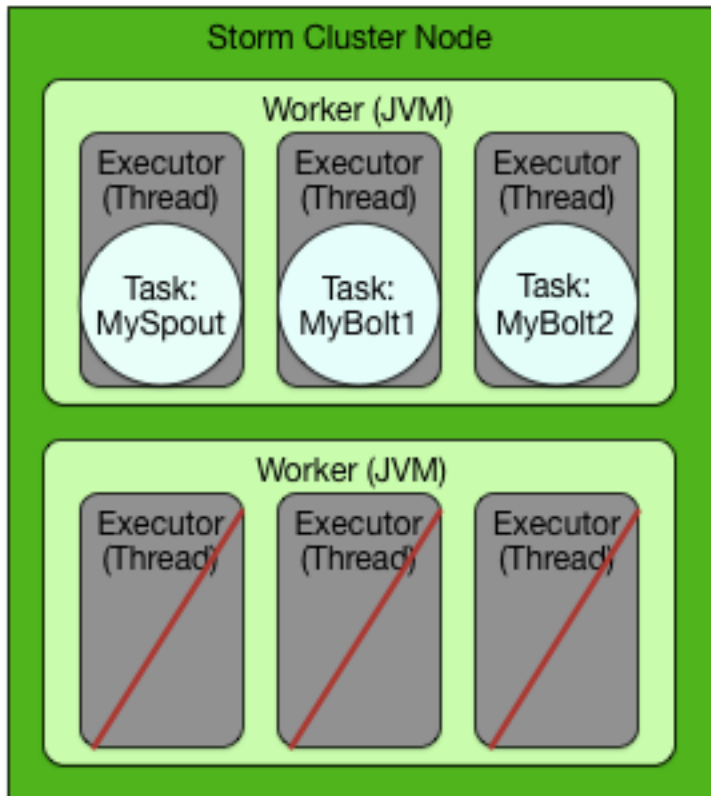 Storm Cluster Node
Worker (JVM)
Executor
(Thread)
Task:
MySpout
Executor
(Thread)
Task:
MyBolt1
Executor
(Thread)
Task:
MyBolt2
Worker (JVM)
Executor
(Thread)
Executor
(Thread)
Executor
(Thread)